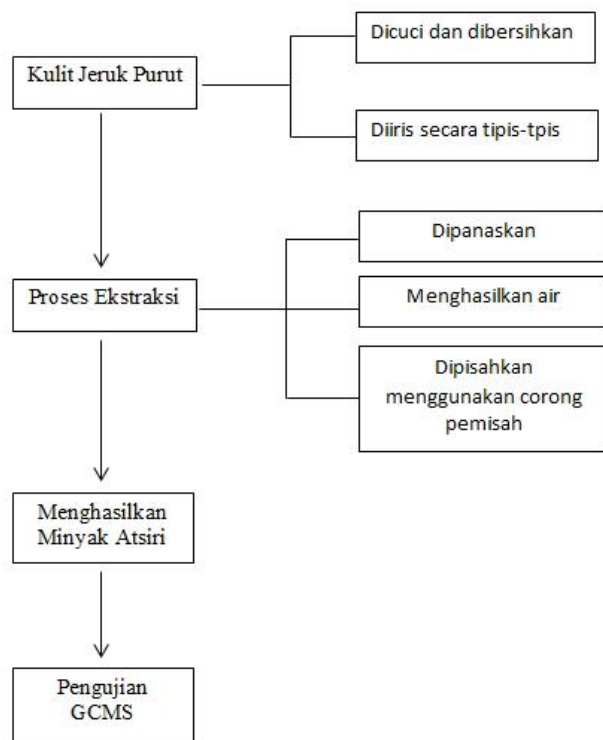 Kulit Jeruk Purut
Dicuci dan dibersihkan
Diiris secara tipis-tpis
Proses Ekstraksi
Dipanaskan
Menghasilkan air
Dipisahkan
menggunakan corong
pemisah
Menghasilkan
Minyak Atsiri
Pengujian
GCMS